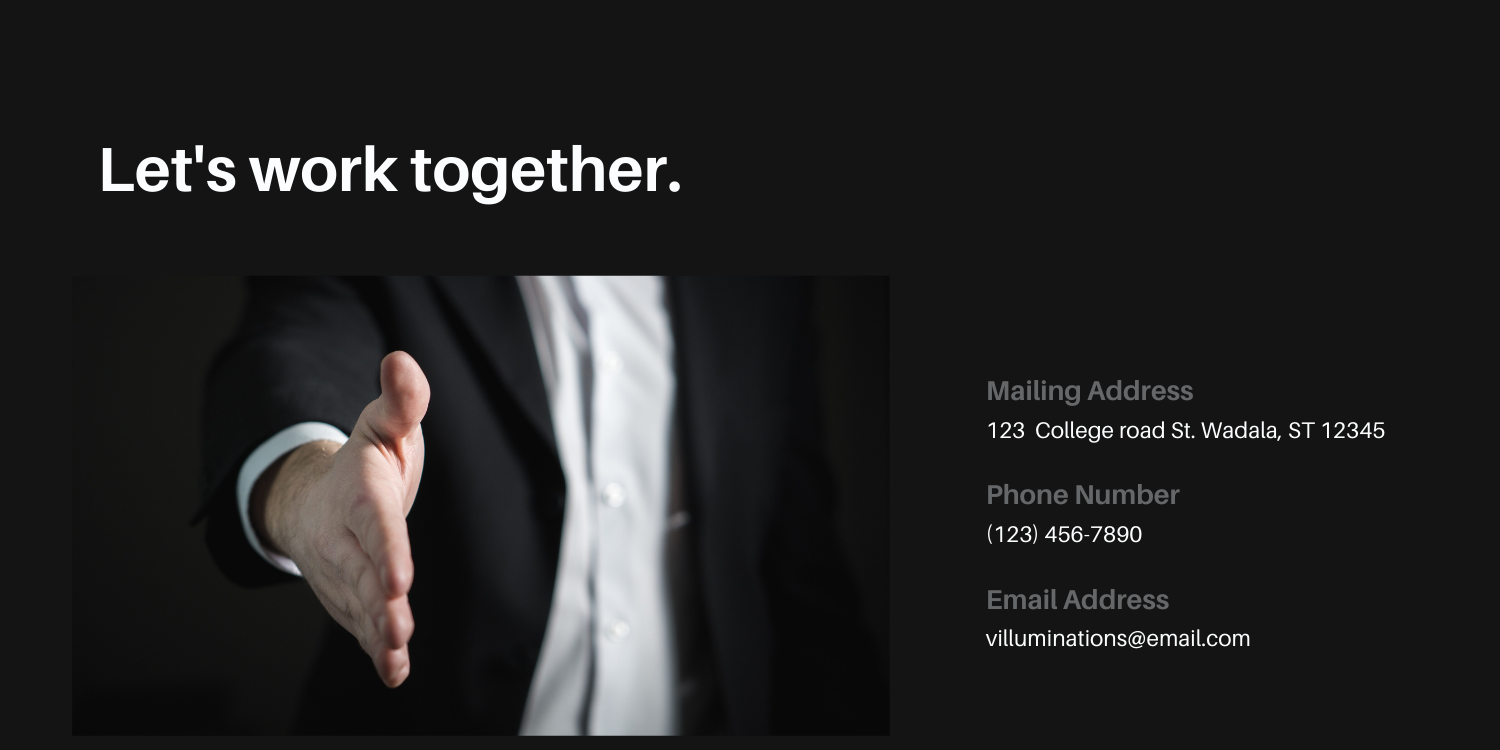 Let's work together.
Mailing Address
123  College road St. Wadala, ST 12345
Phone Number
(123) 456-7890
Email Address
villuminations@email.com